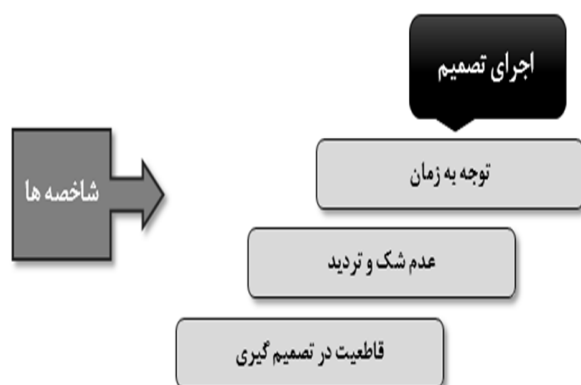 اجرای تصمیم
توجه به زمان
شاخصه ها
عدم شک و تردید
قاطعیت در تصمیم گیری